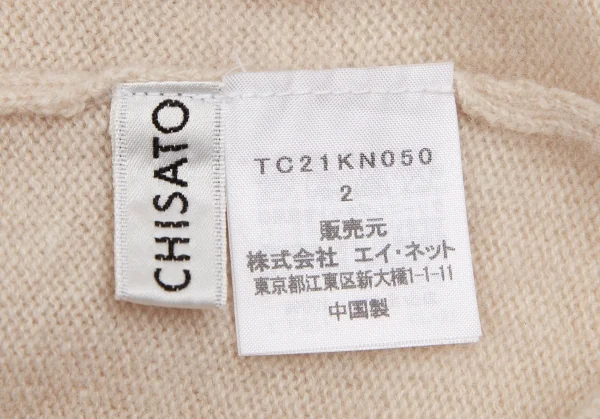 CHISATO
TC21KN050
2
販売元
株式会社 エイ・ネット
東京都江東区新大橋1-1-11
中国製